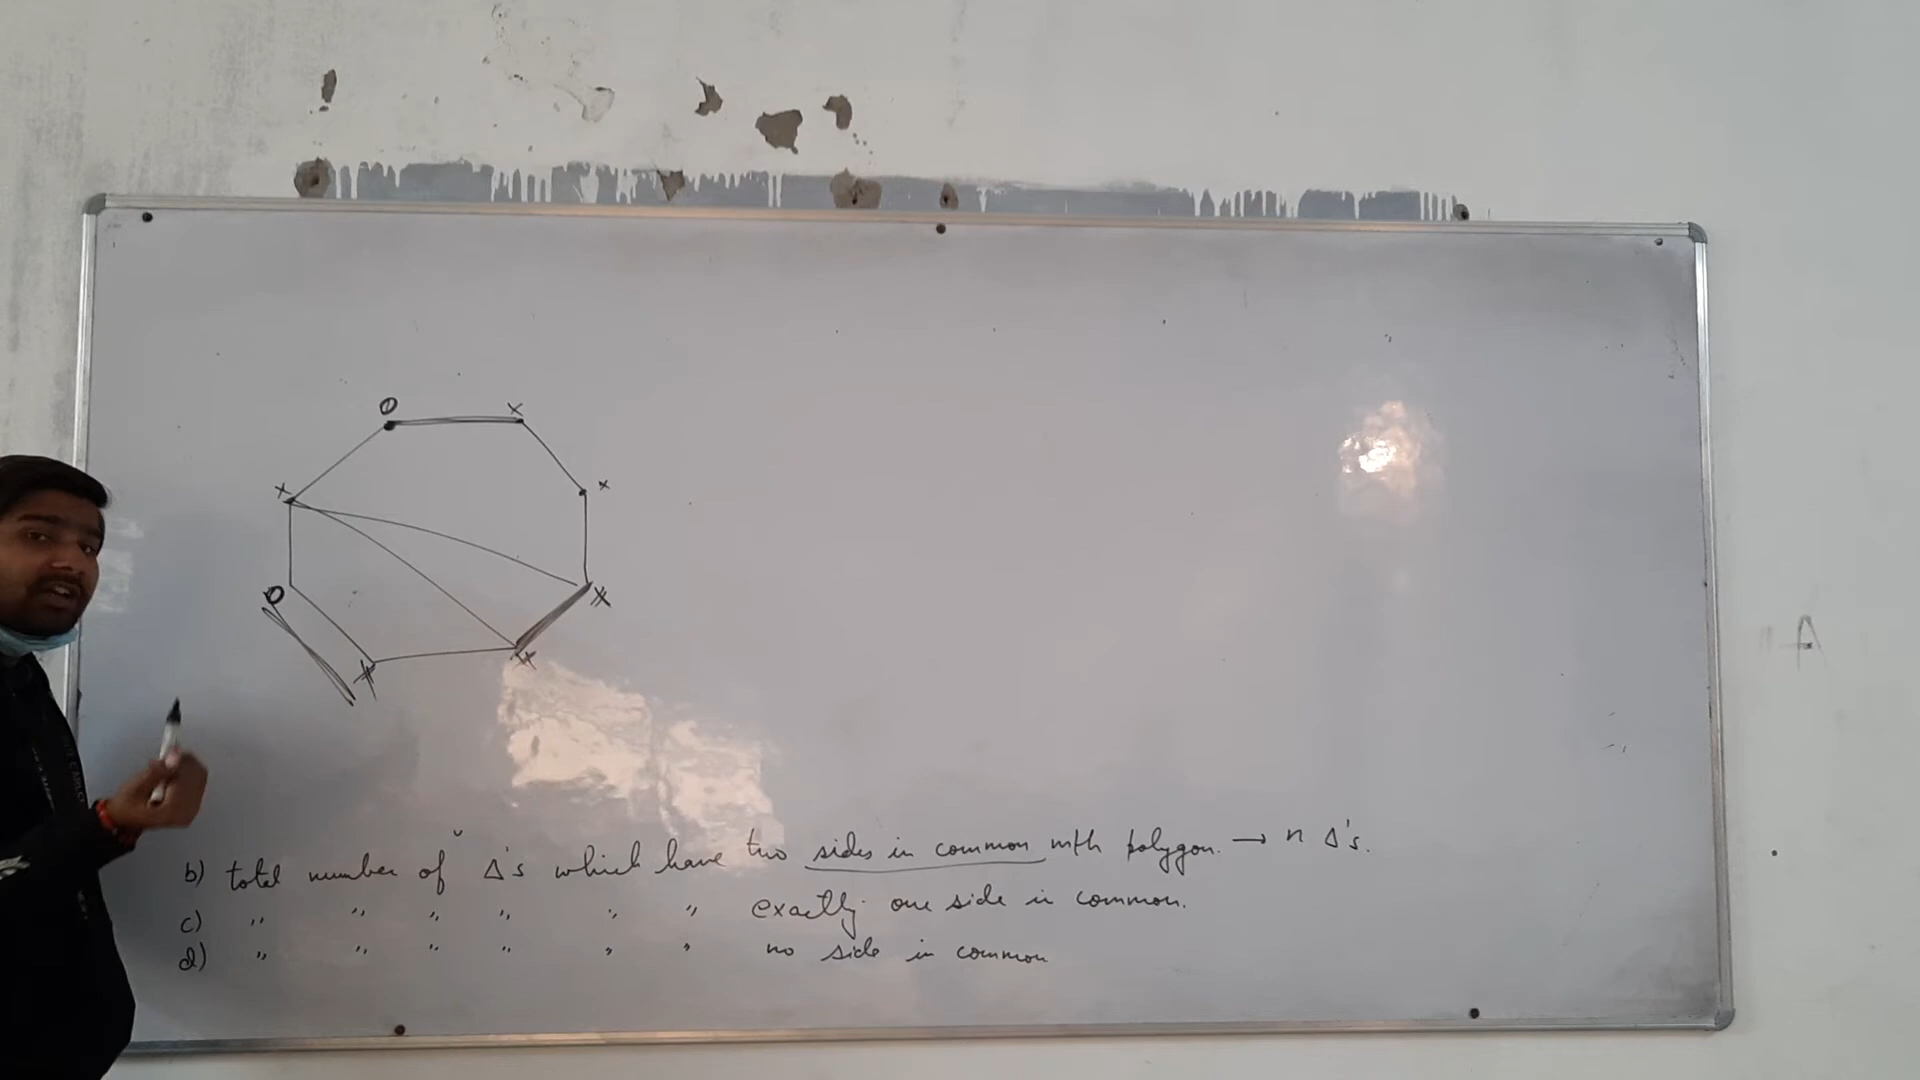 O x
x x
O x
x x
b) total number of Δ's which have two sides in common with polygon. → n Δ's.
c) " " " " " " exactly one side in common.
d) " " " " " " no side in common
A